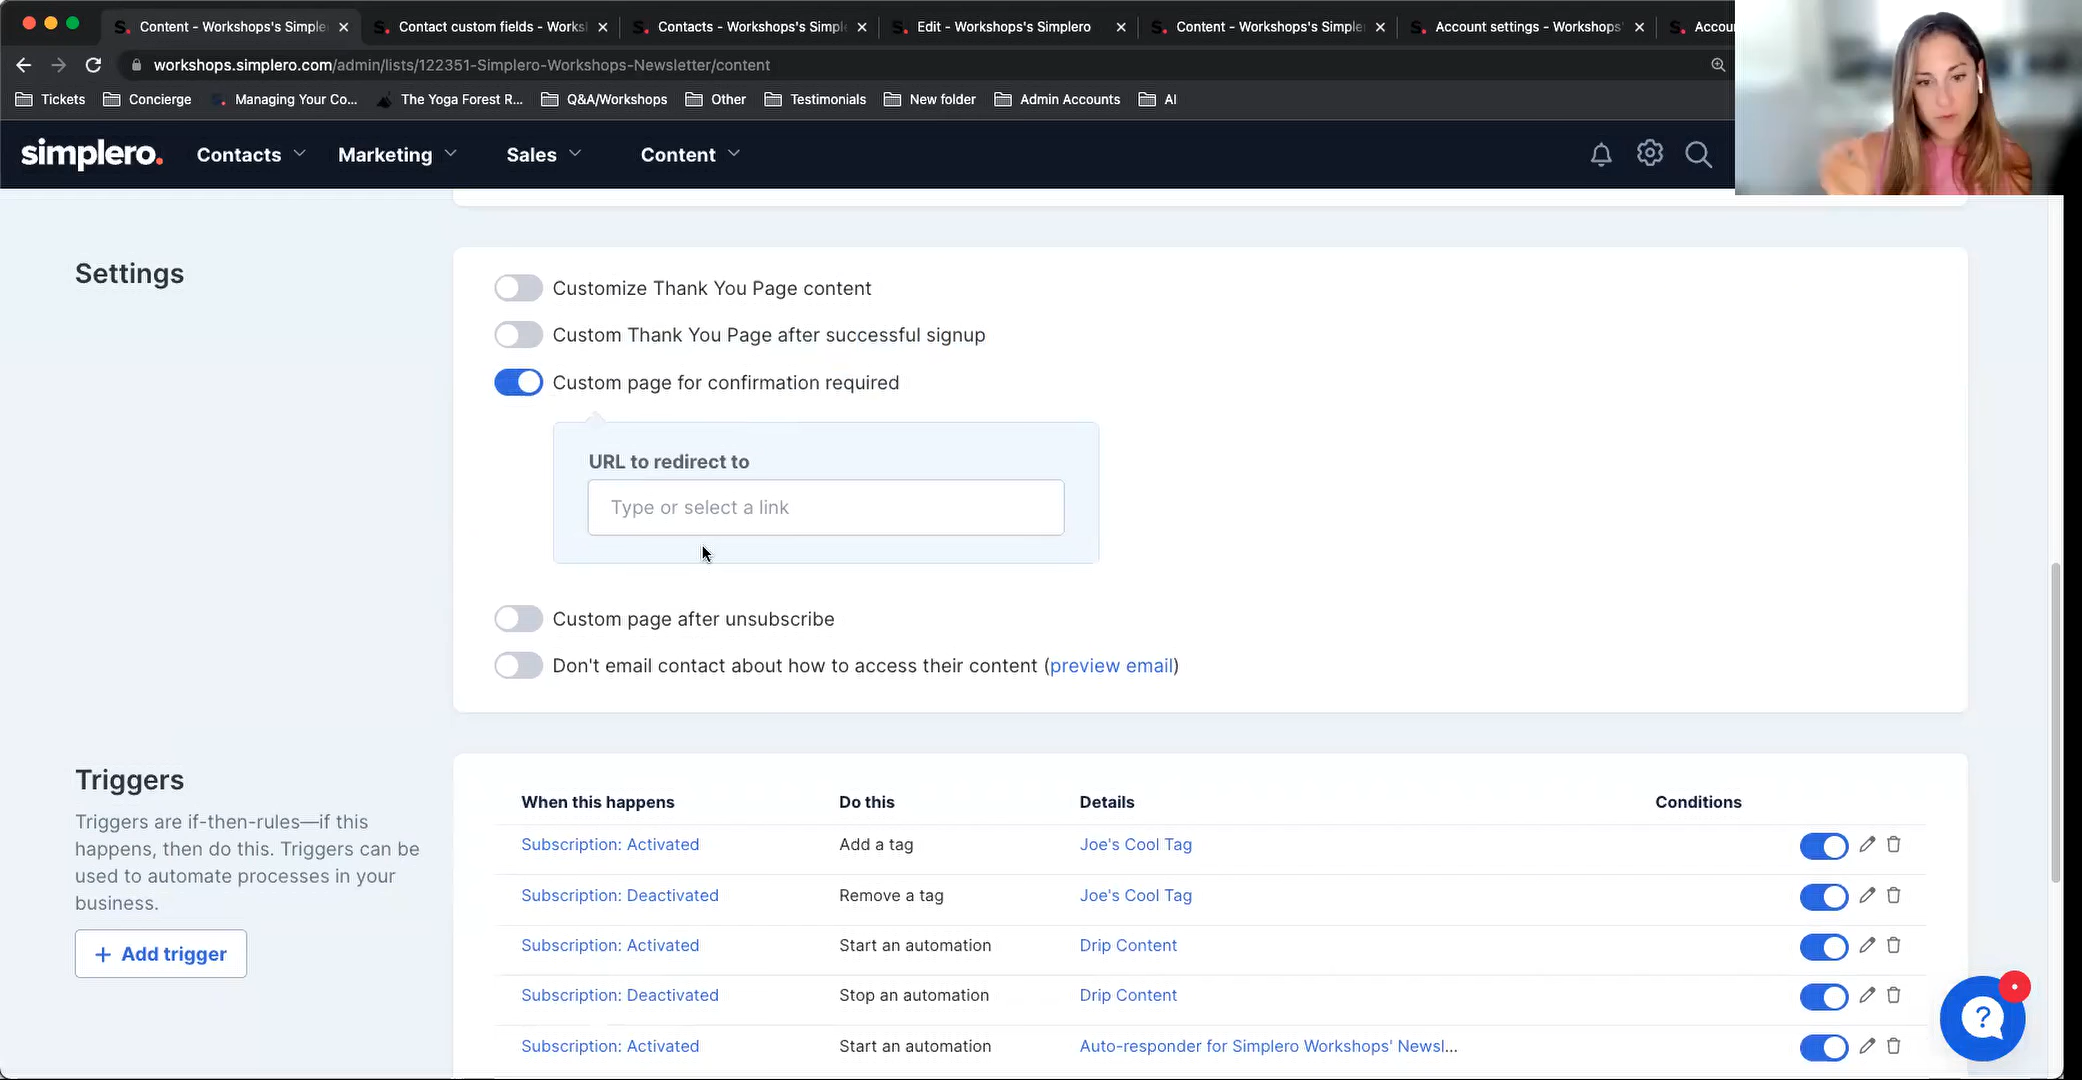 Content - Workshops's Simple
Contact custom fields - Works
Contacts - Workshops's Simpl
Edit - Workshops's Simplero
Content - Workshops's Simple
Account settings - Workshops'
Accou
workshops.simplero.com/admin/lists/122351-Simplero-Workshops-Newsletter/content
Tickets
Concierge
Managing Your Co...
The Yoga Forest R...
Q&A/Workshops
Other
Testimonials
New folder
Admin Accounts
AI
simplero.
Contacts
Marketing
Sales
Content
Settings
Customize Thank You Page content
Custom Thank You Page after successful signup
Custom page for confirmation required
URL to redirect to
Type or select a link
Custom page after unsubscribe
Don't email contact about how to access their content (preview email)
Triggers
Triggers are if-then-rules—if this
happens, then do this. Triggers can be
used to automate processes in your
business.
+ Add trigger
When this happens Do this Details Conditions
Subscription: Activated Add a tag Joe's Cool Tag
Subscription: Deactivated Remove a tag Joe's Cool Tag
Subscription: Activated Start an automation Drip Content
Subscription: Deactivated Stop an automation Drip Content
Subscription: Activated Start an automation Auto-responder for Simplero Workshops' Newsl...